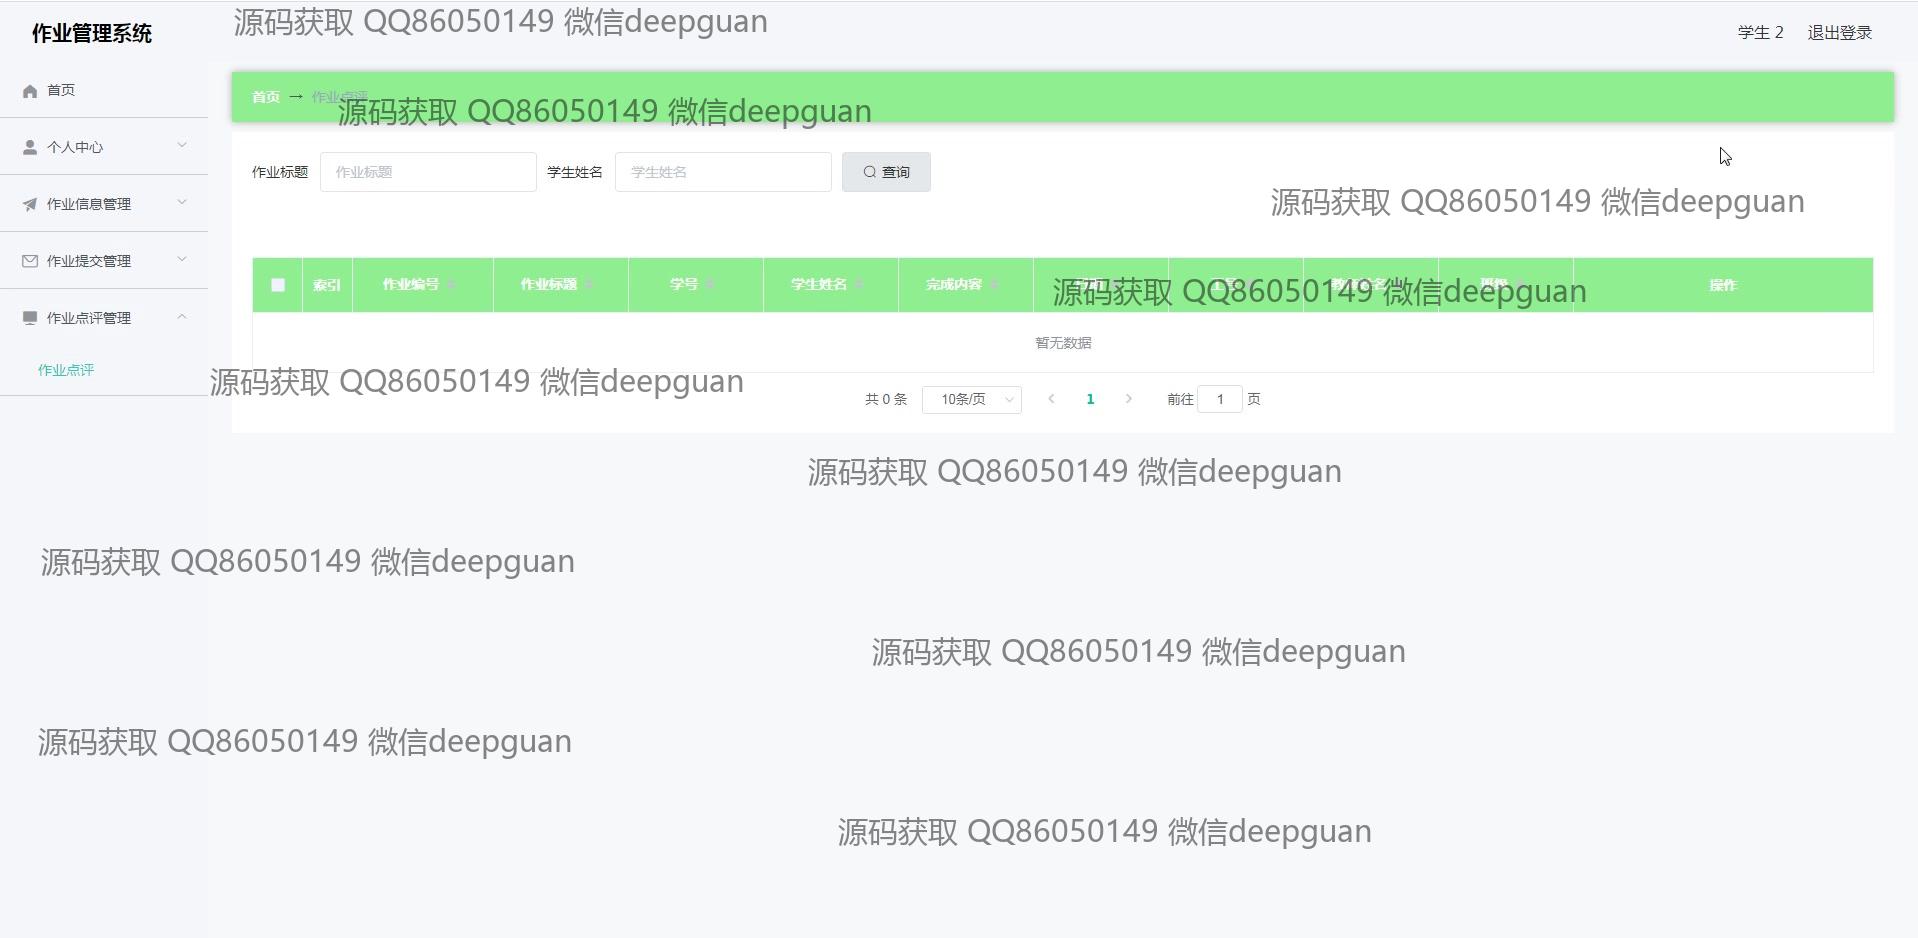 作业管理系统
源码获取 QQ86050149 微信deepguan
学生 2
退出登录
首页
个人中心
作业信息管理
作业提交管理
作业点评管理
作业点评
首页 → 作业点评
源码获取 QQ86050149 微信deepguan
作业标题 作业标题 学生姓名 学生姓名 查询
源码获取 QQ86050149 微信deepguan
索引 作业编号 作业标题 学号 学生姓名 完成内容 班级 操作
源码获取 QQ86050149 微信deepguan
暂无数据
源码获取 QQ86050149 微信deepguan
共 0 条 10条/页 1 前往 1 页
源码获取 QQ86050149 微信deepguan
源码获取 QQ86050149 微信deepguan
源码获取 QQ86050149 微信deepguan
源码获取 QQ86050149 微信deepguan
源码获取 QQ86050149 微信deepguan